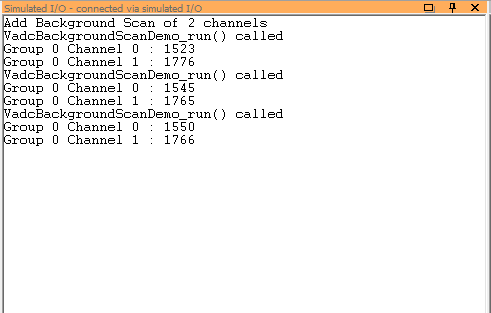 Simulated I/O - connected via simulated I/O
Add Background Scan of 2 channels
VadcBackgroundScanDemo_run() called
Group 0 Channel 0 : 1523
Group 0 Channel 1 : 1776
VadcBackgroundScanDemo_run() called
Group 0 Channel 0 : 1545
Group 0 Channel 1 : 1765
VadcBackgroundScanDemo_run() called
Group 0 Channel 0 : 1550
Group 0 Channel 1 : 1766